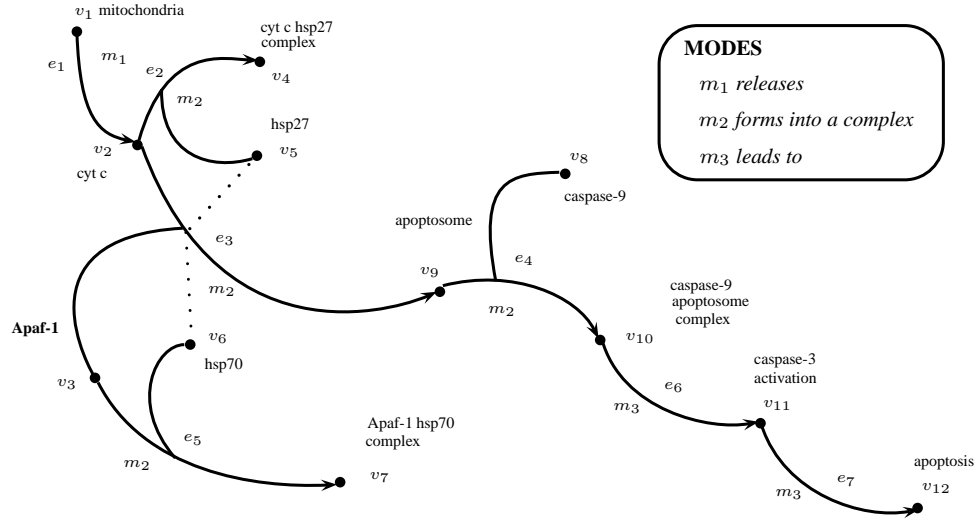 v1 mitochondria
e1
m1
v2
cyt c
cyt c hsp27
complex
e2
v4
m2
hsp27
v5
MODES
m1 releases
m2 forms into a complex
m3 leads to
v8
caspase-9
apoptosome
e3
e4
v9
m2
m2
caspase-9
apoptosome
complex
v10
Apaf-1
v6
hsp70
v3
e5
m2
Apaf-1 hsp70
complex
v7
e6
m3
caspase-3
activation
v11
e7
m3
apoptosis
v12